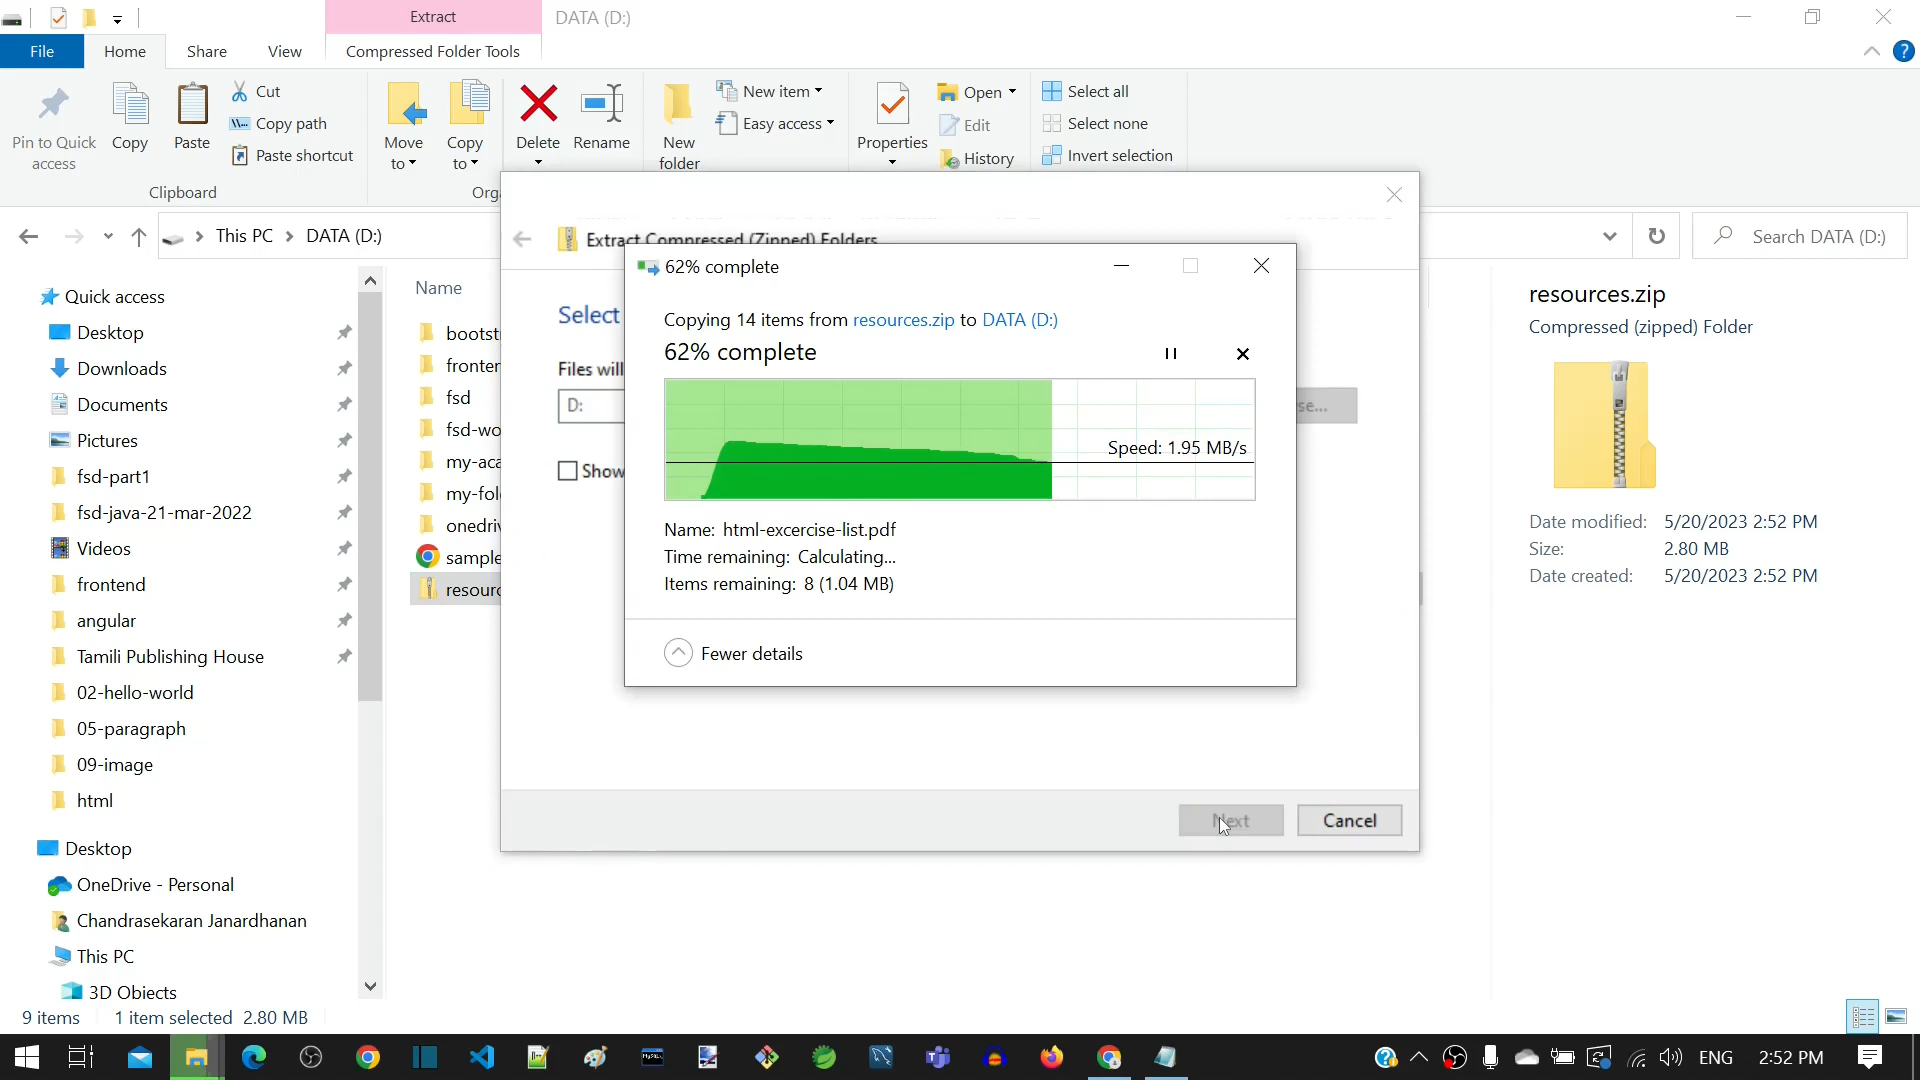 Extract
DATA (D:)
File
Home
Share
View
Compressed Folder Tools
Pin to Quick access
Copy
Paste
Cut
Copy path
Paste shortcut
Clipboard
Move to
Copy to
Delete
Rename
New folder
New item
Easy access
Properties
Open
Edit
History
Select all
Select none
Invert selection
This PC
DATA (D:)
Search DATA (D:)
Quick access
Desktop
Downloads
Documents
Pictures
fsd-part1
fsd-java-21-mar-2022
Videos
frontend
angular
Tamili Publishing House
02-hello-world
05-paragraph
09-image
html
Desktop
OneDrive - Personal
Chandrasekaran Janardhanan
This PC
3D Objects
Name
fsd
sample
Extract Compressed (Zipped) Folders
Select
Files will
D:
Show
62% complete
Copying 14 items from resources.zip to DATA (D:)
62% complete
Speed: 1.95 MB/s
Name: html-excercise-list.pdf
Time remaining: Calculating...
Items remaining: 8 (1.04 MB)
Fewer details
Next
Cancel
resources.zip
Compressed (zipped) Folder
Date modified: 5/20/2023 2:52 PM
Size: 2.80 MB
Date created: 5/20/2023 2:52 PM
9 items
1 item selected 2.80 MB
ENG
2:52 PM